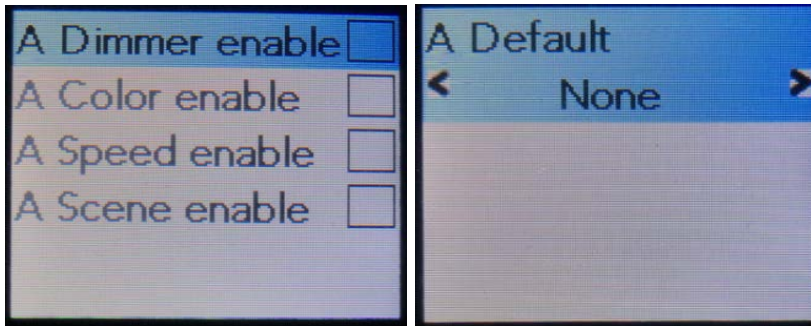 A Dimmer enable
A Color enable
A Speed enable
A Scene enable
A Default
< None >